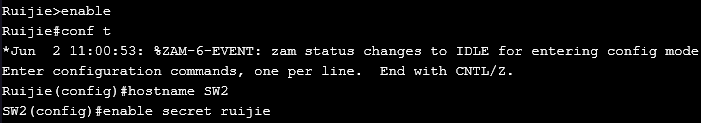 Ruijie>enable
Ruijie#conf t
*Jun  2 11:00:53: %ZAM-6-EVENT: zam status changes to IDLE for entering config mode
Enter configuration commands, one per line.  End with CNTL/Z.
Ruijie(config)#hostname SW2
SW2(config)#enable secret ruijie